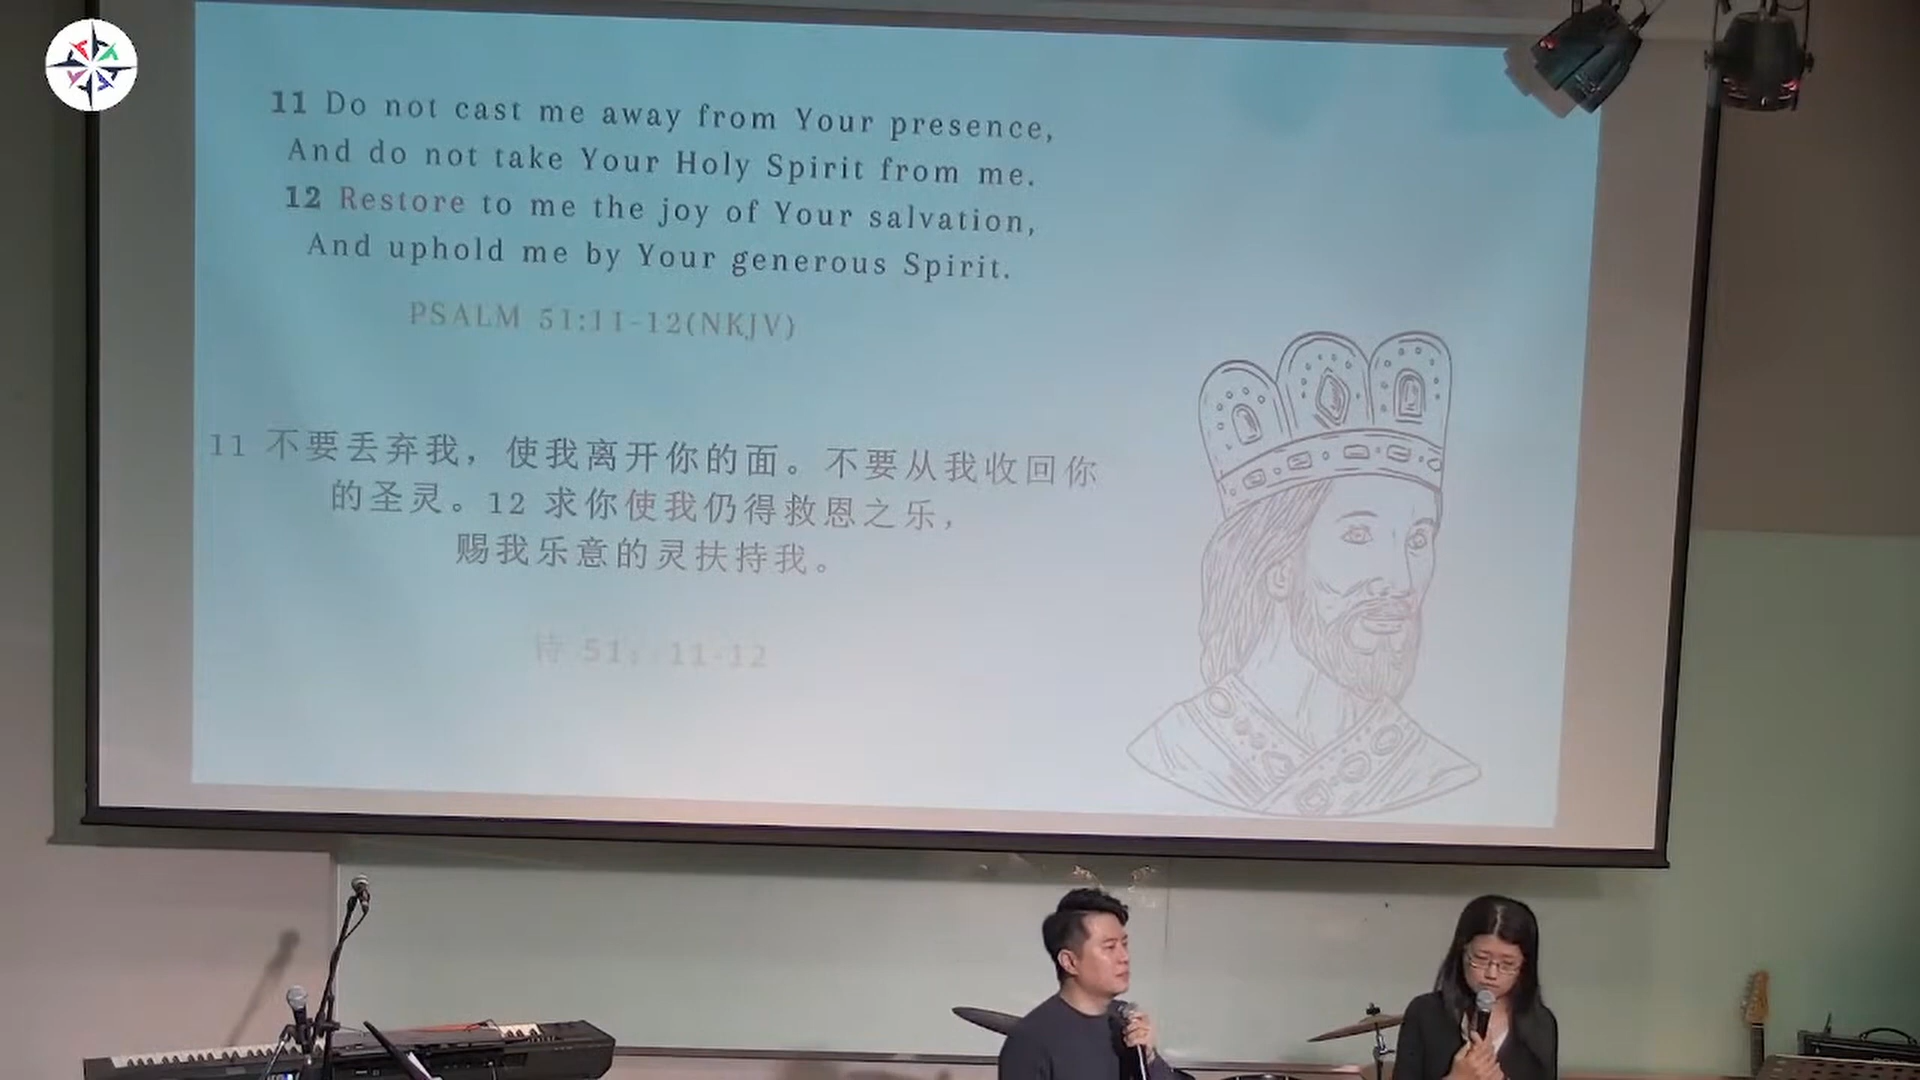 11 Do not cast me away from Your presence,
And do not take Your Holy Spirit from me.
12 Restore to me the joy of Your salvation,
And uphold me by Your generous Spirit.
PSALM 51:11-12(NKJV)
11 不要丢弃我，使我离开你的面。不要从我收回你
的圣灵。12 求你使我仍得救恩之乐，
赐我乐意的灵扶持我。
诗 51：11-12